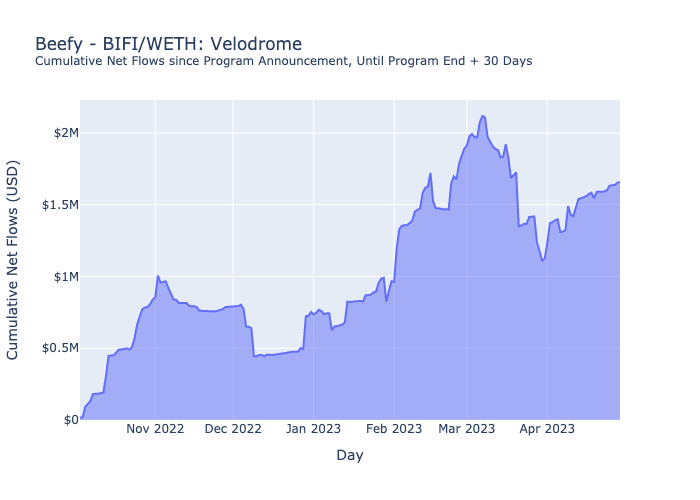 Beefy - BIFI/WETH: Velodrome
Cumulative Net Flows since Program Announcement, Until Program End + 30 Days
Cumulative Net Flows (USD)
$2M
$1.5M
$1M
$0.5M
$0
Nov 2022
Dec 2022
Jan 2023
Feb 2023
Mar 2023
Apr 2023
Day